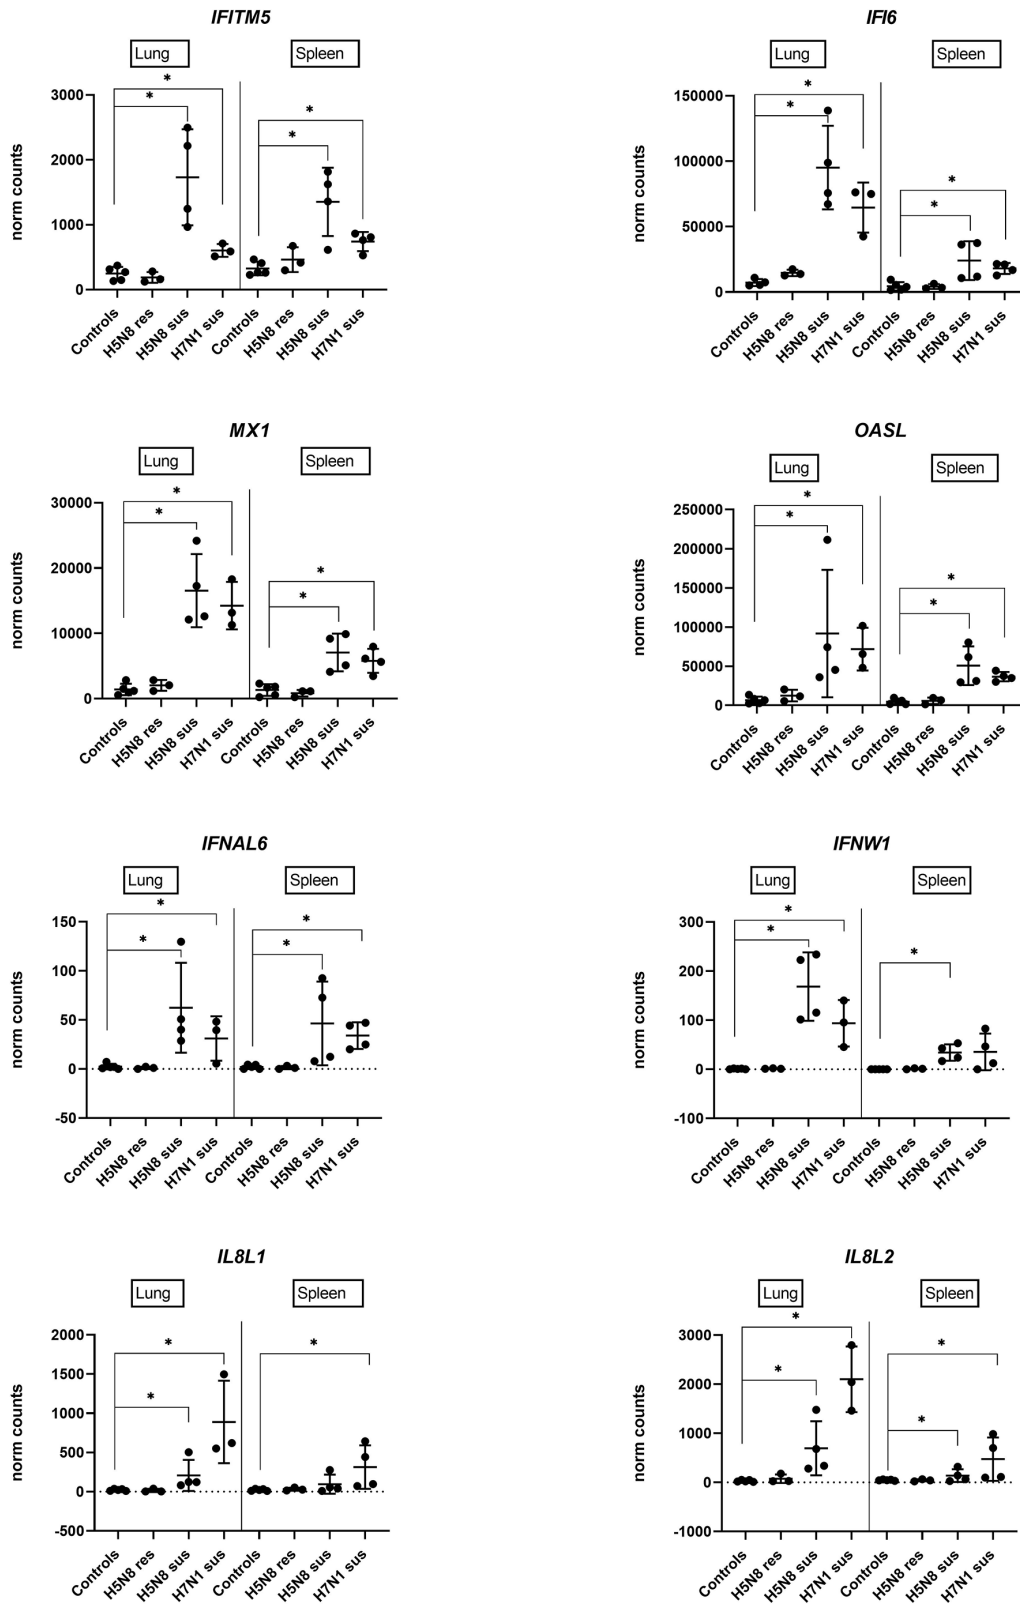 IFITM5
Lung
Spleen
norm counts
3000
2000
1000
0
*
*
*
*
Controls
H5N8 res
H5N8 sus
H7N1 sus
Controls
H5N8 res
H5N8 sus
H7N1 sus
IFI6
Lung
Spleen
norm counts
150000
100000
50000
0
*
*
*
*
Controls
H5N8 res
H5N8 sus
H7N1 sus
Controls
H5N8 res
H5N8 sus
H7N1 sus
MX1
Lung
Spleen
norm counts
30000
20000
10000
0
*
*
*
*
Controls
H5N8 res
H5N8 sus
H7N1 sus
Controls
H5N8 res
H5N8 sus
H7N1 sus
OASL
Lung
Spleen
norm counts
250000
200000
150000
100000
50000
0
*
*
*
*
Controls
H5N8 res
H5N8 sus
H7N1 sus
Controls
H5N8 res
H5N8 sus
H7N1 sus
IFNAL6
Lung
Spleen
norm counts
150
100
50
0
-50
*
*
*
*
Controls
H5N8 res
H5N8 sus
H7N1 sus
Controls
H5N8 res
H5N8 sus
H7N1 sus
IFNW1
Lung
Spleen
norm counts
300
200
100
0
-100
*
*
*
Controls
H5N8 res
H5N8 sus
H7N1 sus
Controls
H5N8 res
H5N8 sus
H7N1 sus
IL8L1
Lung
Spleen
norm counts
2000
1500
1000
500
0
-500
*
*
*
Controls
H5N8 res
H5N8 sus
H7N1 sus
Controls
H5N8 res
H5N8 sus
H7N1 sus
IL8L2
Lung
Spleen
norm counts
3000
2000
1000
0
-1000
*
*
*
*
Controls
H5N8 res
H5N8 sus
H7N1 sus
Controls
H5N8 res
H5N8 sus
H7N1 sus